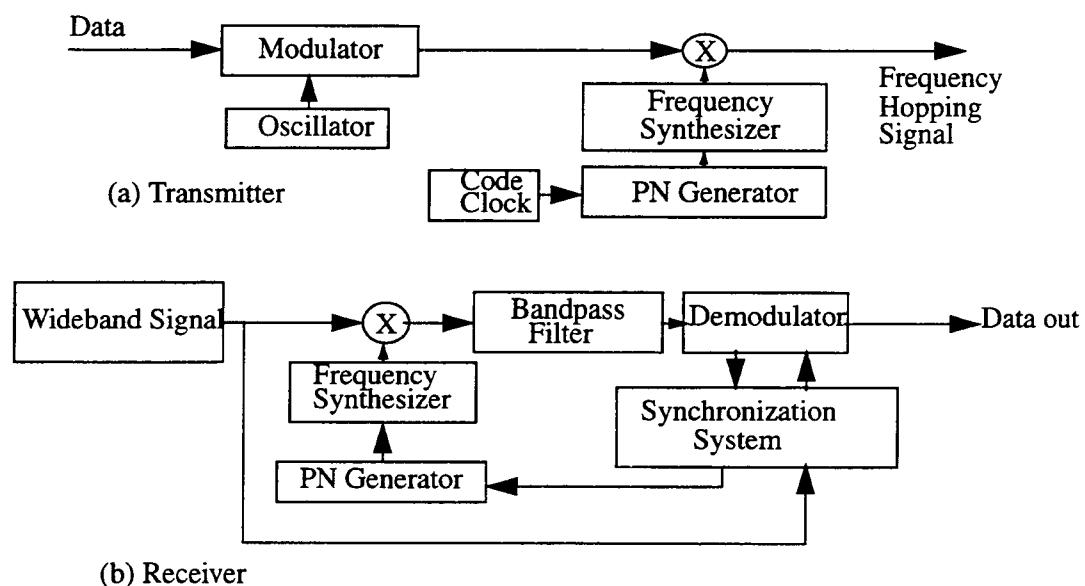 Data
Modulator
X
Oscillator
Frequency
Synthesizer
Frequency
Hopping
Signal
Code
Clock
PN Generator
(a) Transmitter
Wideband Signal
X
Bandpass
Filter
Demodulator
Data out
Frequency
Synthesizer
Synchronization
System
PN Generator
(b) Receiver